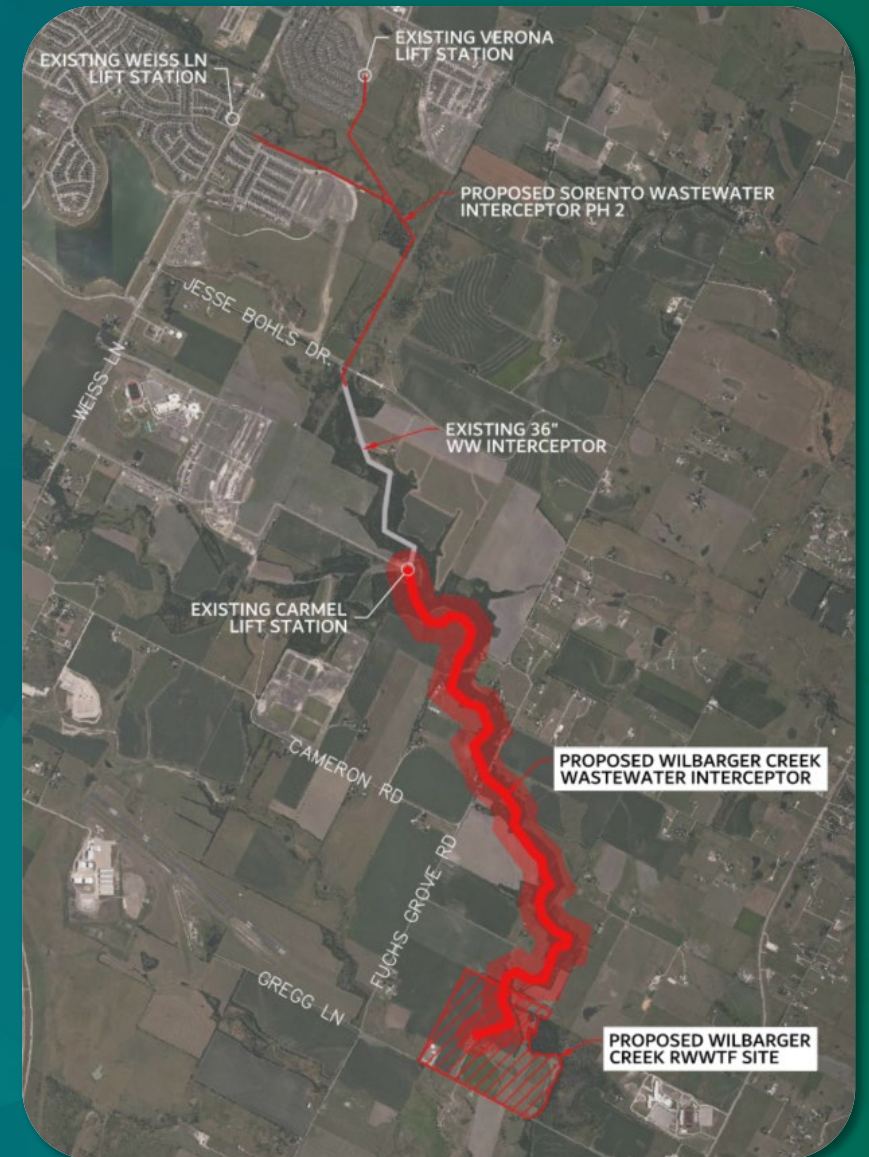 EXISTING VERONA
LIFT STATION
EXISTING WEISS LN
LIFT STATION
PROPOSED SORENTO WASTEWATER
INTERCEPTOR PH 2
JESSE BOHLS DR.
WEISS LN
EXISTING 36"
WW INTERCEPTOR
EXISTING CARMEL
LIFT STATION
CAMERON RD
PROPOSED WILBARGER CREEK
WASTEWATER INTERCEPTOR
FUCHS GROVE RD
GREGG LN
PROPOSED WILBARGER
CREEK RWWTF SITE